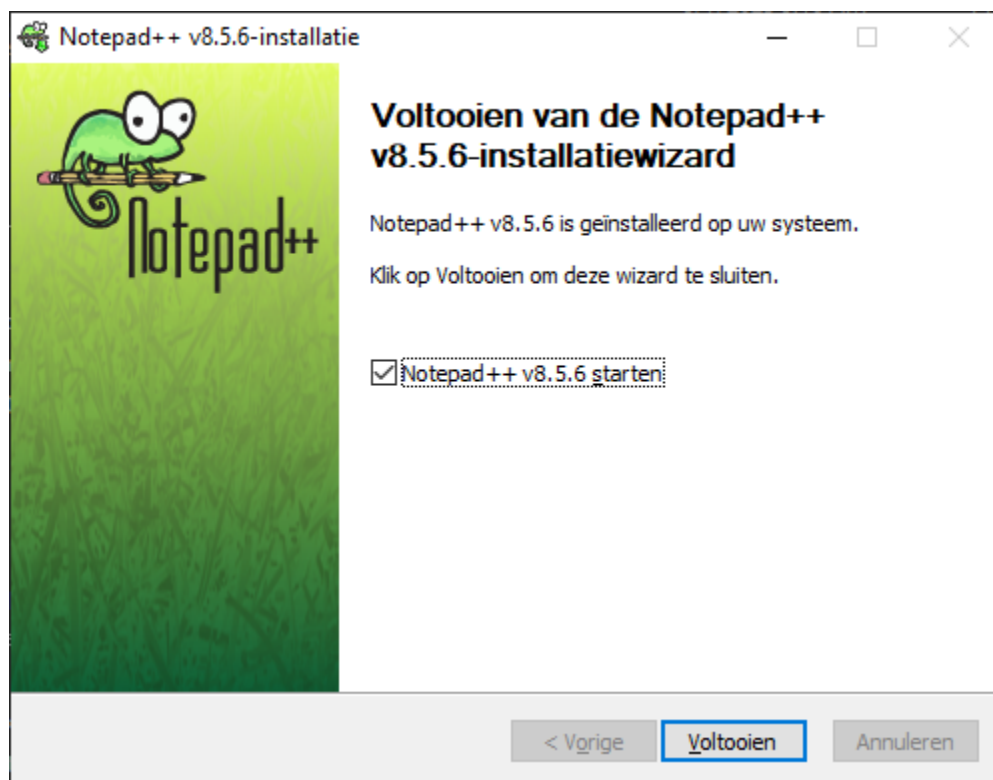 Notepad++ v8.5.6-installatie
Notepad++
Voltooien van de Notepad++
v8.5.6-installatiewizard
Notepad++ v8.5.6 is geïnstalleerd op uw systeem.
Klik op Voltooien om deze wizard te sluiten.
Notepad++ v8.5.6 starten
< Vorige
Voltooien
Annuleren